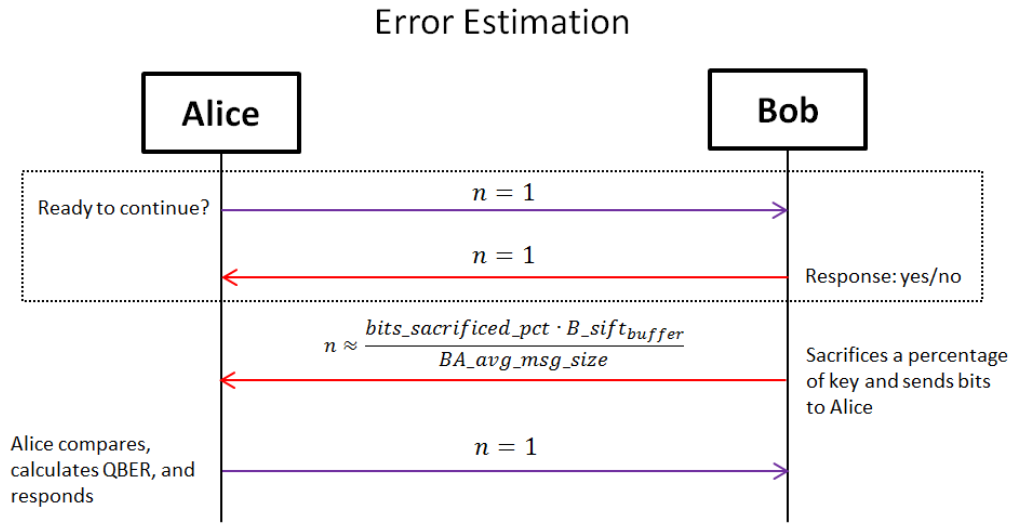 Error Estimation
Alice
Bob
n = 1
Ready to continue?
n = 1
Response: yes/no
n ≈ bits_sacrificed_pct · B_sift_buffer
BA_avg_msg_size
Sacrifices a percentage
of key and sends bits
to Alice
Alice compares,
calculates QBER, and
responds
n = 1